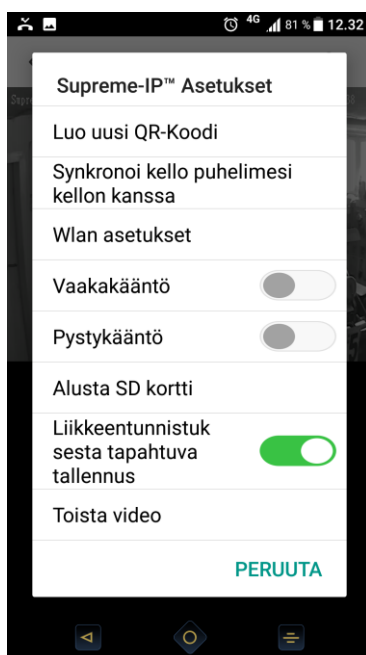 4G 81 % 12.32
Supreme-IP™ Asetukset
Luo uusi QR-Koodi
Synkronoi kello puhelimesi
kellon kanssa
Wlan asetukset
Vaakakääntö
Pystykääntö
Alusta SD kortti
Liikkeentunnistuk
sesta tapahtuva
tallennus
Toista video
PERUUTA